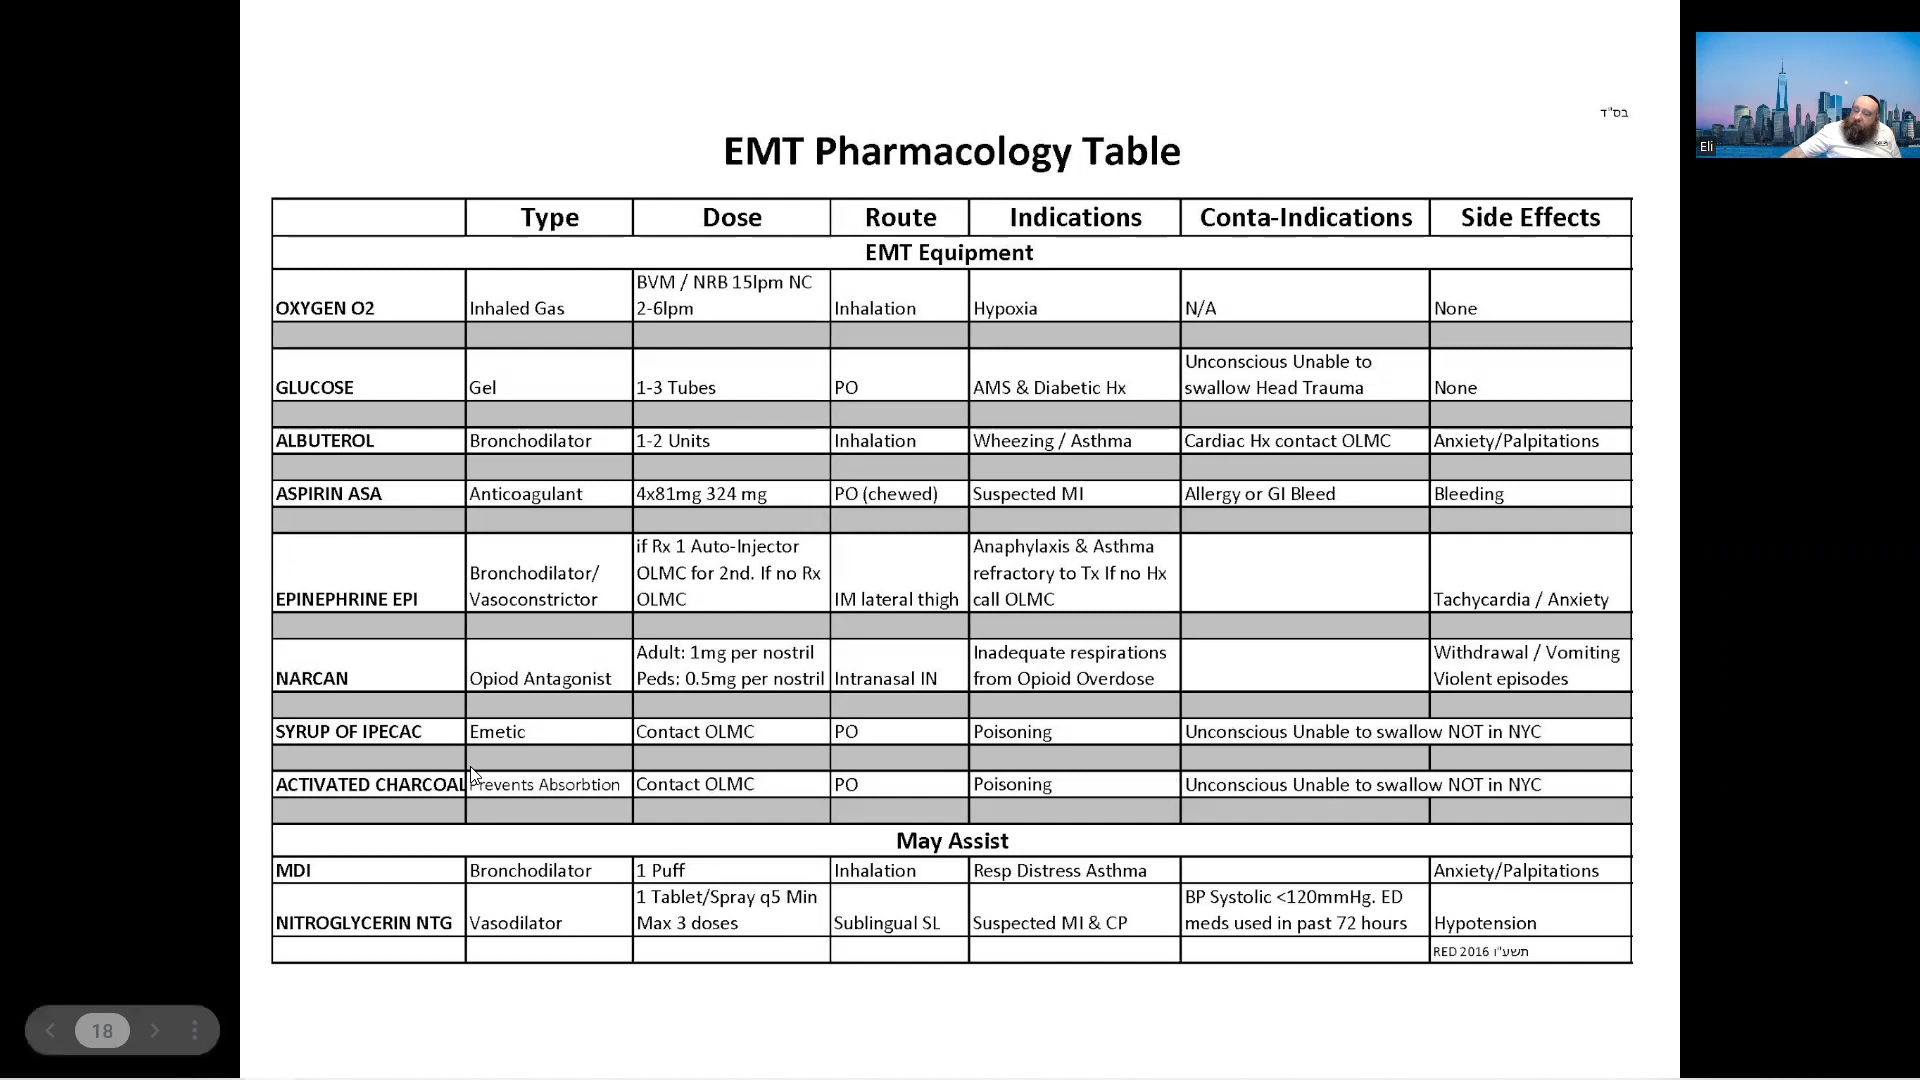 בס"ד
EMT Pharmacology Table
Type Dose Route Indications Conta-Indications Side Effects
EMT Equipment
OXYGEN O2 Inhaled Gas BVM / NRB 15lpm NC 2-6lpm Inhalation Hypoxia N/A None
GLUCOSE Gel 1-3 Tubes PO AMS & Diabetic Hx Unconscious Unable to swallow Head Trauma None
ALBUTEROL Bronchodilator 1-2 Units Inhalation Wheezing / Asthma Cardiac Hx contact OLMC Anxiety/Palpitations
ASPIRIN ASA Anticoagulant 4x81mg 324 mg PO (chewed) Suspected MI Allergy or GI Bleed Bleeding
EPINEPHRINE EPI Bronchodilator/ Vasoconstrictor if Rx 1 Auto-Injector OLMC for 2nd. If no Rx OLMC IM lateral thigh Anaphylaxis & Asthma refractory to Tx If no Hx call OLMC Tachycardia / Anxiety
NARCAN Opiod Antagonist Adult: 1mg per nostril Peds: 0.5mg per nostril Intranasal IN Inadequate respirations from Opioid Overdose Withdrawal / Vomiting Violent episodes
SYRUP OF IPECAC Emetic Contact OLMC PO Poisoning Unconscious Unable to swallow NOT in NYC
ACTIVATED CHARCOAL Prevents Absorbtion Contact OLMC PO Poisoning Unconscious Unable to swallow NOT in NYC
May Assist
MDI Bronchodilator 1 Puff Inhalation Resp Distress Asthma Anxiety/Palpitations
NITROGLYCERIN NTG Vasodilator 1 Tablet/Spray q5 Min Max 3 doses Sublingual SL Suspected MI & CP BP Systolic <120mmHg. ED meds used in past 72 hours Hypotension
RED 2016 תשע"ו
Eli
18